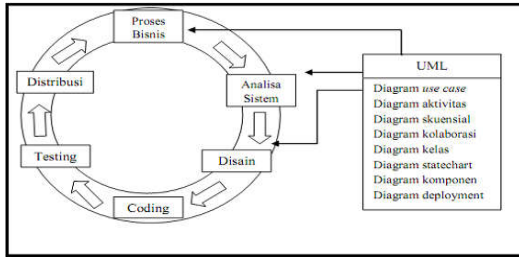 Proses
Bisnis
Distribusi
Analisa
Sistem
Testing
Disain
Coding
UML
Diagram use case
Diagram aktivitas
Diagram skuensial
Diagram kolaborasi
Diagram kelas
Diagram statechart
Diagram komponen
Diagram deployment